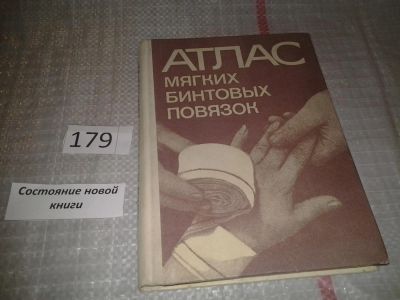 АТЛАС
МЯГКИХ
БИНТОВЫХ
ПОВЯЗОК
179
Состояние новой
книги